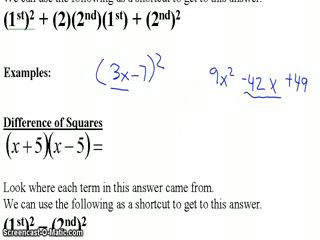 We can use the following as a shortcut to get to this answer.
(1st)² + (2)(2nd)(1st) + (2nd)²
Examples: (3x-7)² 9x² -42x +49
Difference of Squares
(x+5)(x−5)=
Look where each term in this answer came from.
We can use the following as a shortcut to get to this answer.
(1st)² − (2nd)²
Screencast-O-Matic.com